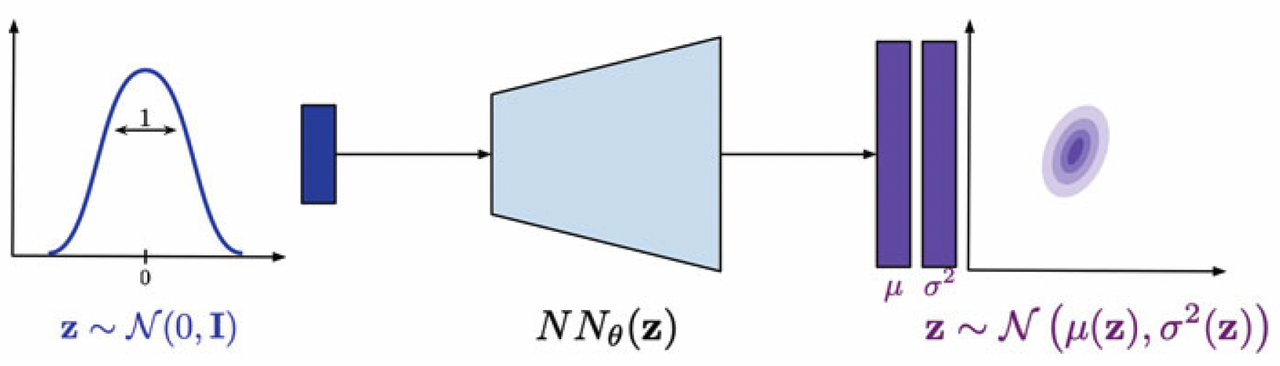 1
0
z ∼ 𝒩(0, I)
NN_θ(z)
μ σ²
z ∼ 𝒩(μ(z), σ²(z))